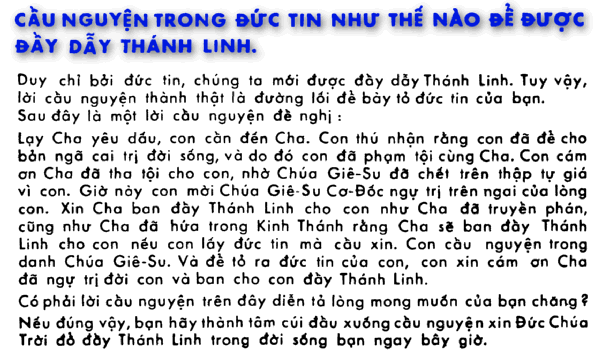 CẦU NGUYỆN TRONG ĐỨC TIN NHƯ THẾ NÀO ĐỂ ĐƯỢC
ĐẦY DẪY THÁNH LINH.
Duy chỉ bởi đức tin, chúng ta mới được đầy dẫy Thánh Linh. Tuy vậy,
lời cầu nguyện thành thật là đường lối để bày tỏ đức tin của bạn.
Sau đây là một lời cầu nguyện đề nghị :
Lạy Cha yêu dấu, con cần đến Cha. Con thú nhận rằng con đã để cho
bản ngã cai trị đời sống, và do đó con đã phạm tội cùng Cha. Con cám
ơn Cha đã tha tội cho con, nhờ Chúa Giê-Su đã chết trên thập tự giá
vì con. Giờ này con mời Chúa Giê-Su Cơ-Đốc ngự trị trên ngai của lòng
con. Xin Cha ban đầy Thánh Linh cho con như Cha đã truyền phán,
cũng như Cha đã hứa trong Kinh Thánh rằng Cha sẽ ban đầy Thánh
Linh cho con nếu con lấy đức tin mà cầu xin. Con cầu nguyện trong
danh Chúa Giê-Su. Và để tỏ ra đức tin của con, con xin cám ơn Cha
đã ngự trị đời con và ban cho con đầy Thánh Linh.
Có phải lời cầu nguyện trên đây diễn tả lòng mong muốn của bạn chăng?
Nếu đúng vậy, bạn hãy thành tâm cúi đầu xuống cầu nguyện xin Đức Chúa
Trời đổ đầy Thánh Linh trong đời sống bạn ngay bây giờ.